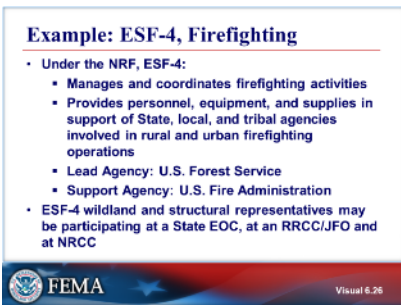 Example: ESF-4, Firefighting
• Under the NRF, ESF-4:
▪ Manages and coordinates firefighting activities
▪ Provides personnel, equipment, and supplies in
support of State, local, and tribal agencies
involved in rural and urban firefighting
operations
▪ Lead Agency: U.S. Forest Service
▪ Support Agency: U.S. Fire Administration
• ESF-4 wildland and structural representatives may
be participating at a State EOC, at an RRCC/JFO and
at NRCC
FEMA
Visual 6.26